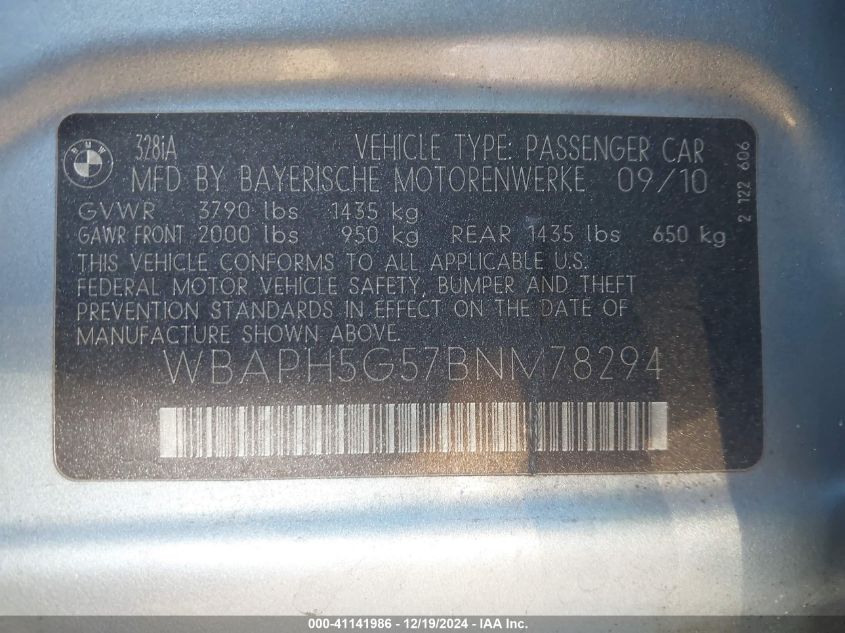 BMW
328iA VEHICLE TYPE: PASSENGER CAR
MFD BY BAYERISCHE MOTORENWERKE 09/10
GVWR 3790 lbs 1435 kg
GAWR FRONT 2000 lbs 950 kg REAR 1435 lbs 650 kg
THIS VEHICLE CONFORMS TO ALL APPLICABLE U.S.
FEDERAL MOTOR VEHICLE SAFETY, BUMPER AND THEFT
PREVENTION STANDARDS IN EFFECT ON THE DATE OF
MANUFACTURE SHOWN ABOVE.
WBAPH5G57BNM78294
2 122 606
000-41141986 - 12/19/2024 - IAA Inc.